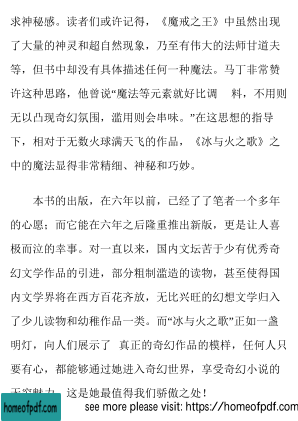 求神秘感。读者们或许记得，《魔戒之王》中虽然出现
了大量的神灵和超自然现象，乃至有伟大的法师甘道夫
等，但书中却没有具体描述任何一种魔法。马丁非常赞
许这种思路，他曾说“魔法等元素就好比调　料，不用则
无以凸现奇幻氛围，滥用则会串味。”在这思想的指导
下，相对于无数火球满天飞的作品，《冰与火之歌》之
中的魔法显得非常精细、神秘和巧妙。
本书的出版，在六年以前，已经了了笔者一个多年
的心愿；而它能在六年之后隆重推出新版，更是让人喜
极而泣的幸事。对一直以来，国内文坛苦于少有优秀奇
幻文学作品的引进，部分粗制滥造的读物，甚至使得国
内文学界将在西方百花齐放，无比兴旺的幻想文学归入
了少儿读物和幼稚作品一类。而“冰与火之歌”正如一盏
明灯，向人们展示了 真正的奇幻作品的模样，任何人只
要有心，都能够通过她进入奇幻世界，享受奇幻小说的
无穷魅力，这是她最值得我们骄傲之处！
homeofpdf.com
see more please visit: https://homeofpdf.com